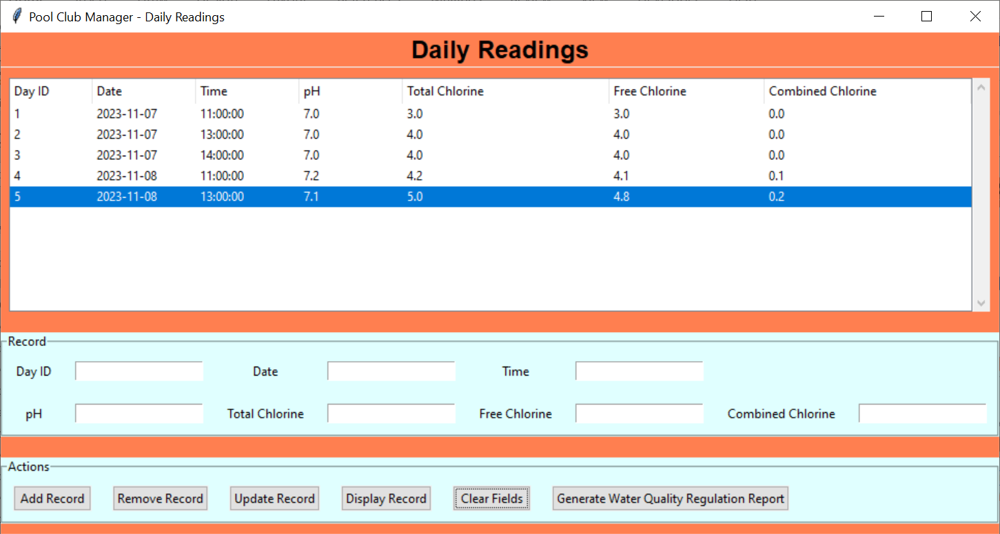 Pool Club Manager - Daily Readings
Daily Readings
Day ID Date Time pH Total Chlorine Free Chlorine Combined Chlorine
1 2023-11-07 11:00:00 7.0 3.0 3.0 0.0
2 2023-11-07 13:00:00 7.0 4.0 4.0 0.0
3 2023-11-07 14:00:00 7.0 4.0 4.0 0.0
4 2023-11-08 11:00:00 7.2 4.2 4.1 0.1
5 2023-11-08 13:00:00 7.1 5.0 4.8 0.2
Record
Day ID Date Time
pH Total Chlorine Free Chlorine Combined Chlorine
Actions
Add Record Remove Record Update Record Display Record Clear Fields Generate Water Quality Regulation Report